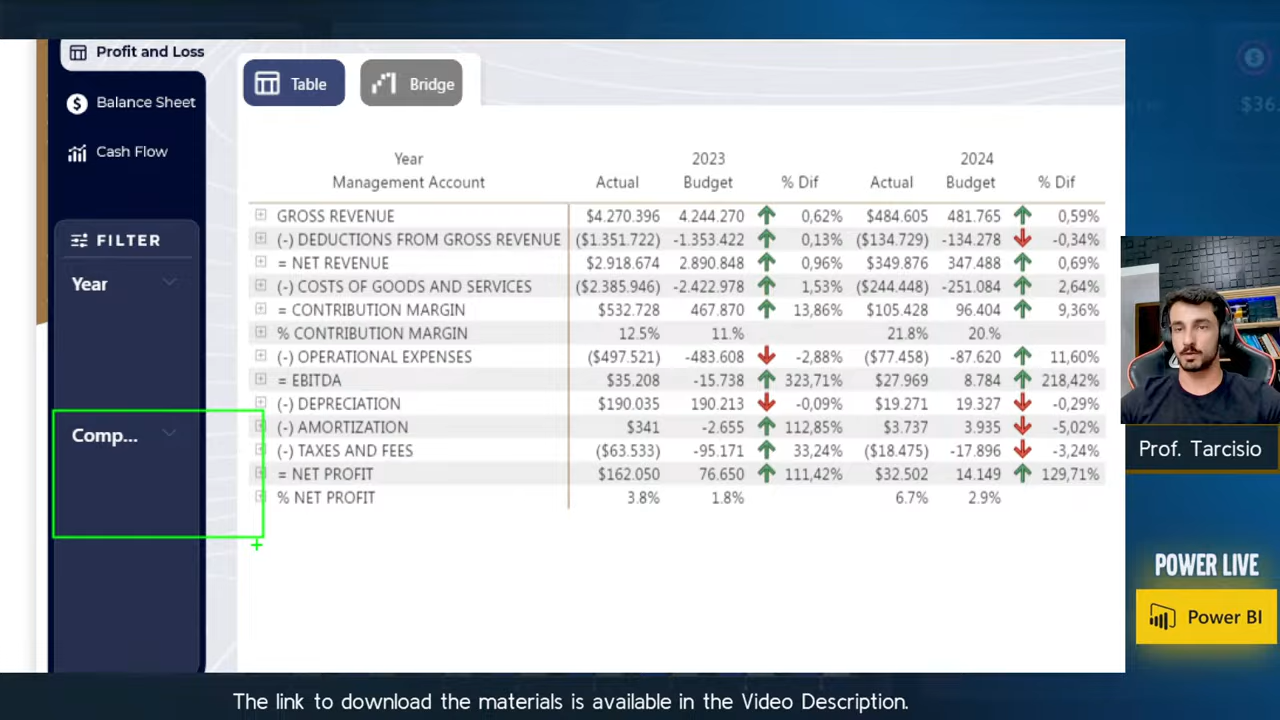 Profit and Loss
Balance Sheet
Cash Flow
FILTER
Year
Comp...
Table
Bridge
Year 2023 2024
Management Account Actual Budget % Dif Actual Budget % Dif
GROSS REVENUE $4.270.396 4.244.270 0,62% $484.605 481.765 0,59%
(-) DEDUCTIONS FROM GROSS REVENUE ($1.351.722) -1.353.422 0,13% ($134.729) -134.278 -0,34%
= NET REVENUE $2.918.674 2.890.848 0,96% $349.876 347.488 0,69%
(-) COSTS OF GOODS AND SERVICES ($2.385.946) -2.422.978 1,53% ($244.448) -251.084 2,64%
= CONTRIBUTION MARGIN $532.728 467.870 13,86% $105.428 96.404 9,36%
% CONTRIBUTION MARGIN 12.5% 11.% 21.8% 20.%
(-) OPERATIONAL EXPENSES ($497.521) -483.608 -2,88% ($77.458) -87.620 11,60%
= EBITDA $35.208 -15.738 323,71% $27.969 8.784 218,42%
(-) DEPRECIATION $190.035 190.213 -0,09% $19.271 19.327 -0,29%
(-) AMORTIZATION $341 -2.655 112,85% $3.737 3.935 -5,02%
(-) TAXES AND FEES ($63.533) -95.171 33,24% ($18.475) -17.896 -3,24%
= NET PROFIT $162.050 76.650 111,42% $32.502 14.149 129,71%
% NET PROFIT 3.8% 1.8% 6.7% 2.9%
Prof. Tarcisio
POWER LIVE
Power BI
The link to download the materials is available in the Video Description.